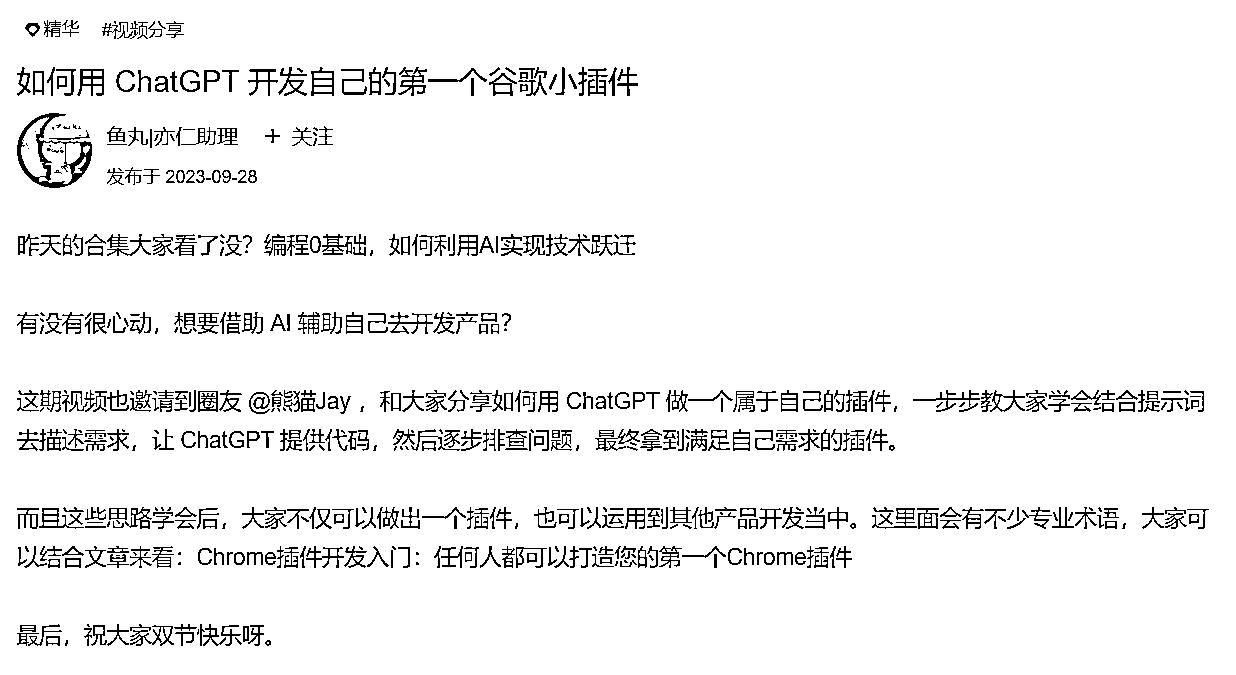 精华 #视频分享
如何用 ChatGPT 开发自己的第一个谷歌小插件
鱼丸|亦仁助理 + 关注
发布于 2023-09-28
昨天的合集大家看了没？编程0基础，如何利用AI实现技术跃迁
有没有很心动，想要借助 AI 辅助自己去开发产品？
这期视频也邀请到圈友 @熊猫Jay ，和大家分享如何用 ChatGPT 做一个属于自己的插件，一步步教大家学会结合提示词
去描述需求，让 ChatGPT 提供代码，然后逐步排查问题，最终拿到满足自己需求的插件。
而且这些思路学会后，大家不仅可以做出一个插件，也可以运用到其他产品开发当中。这里面会有不少专业术语，大家可
以结合文章来看：Chrome插件开发入门：任何人都可以打造您的第一个Chrome插件
最后，祝大家双节快乐呀。